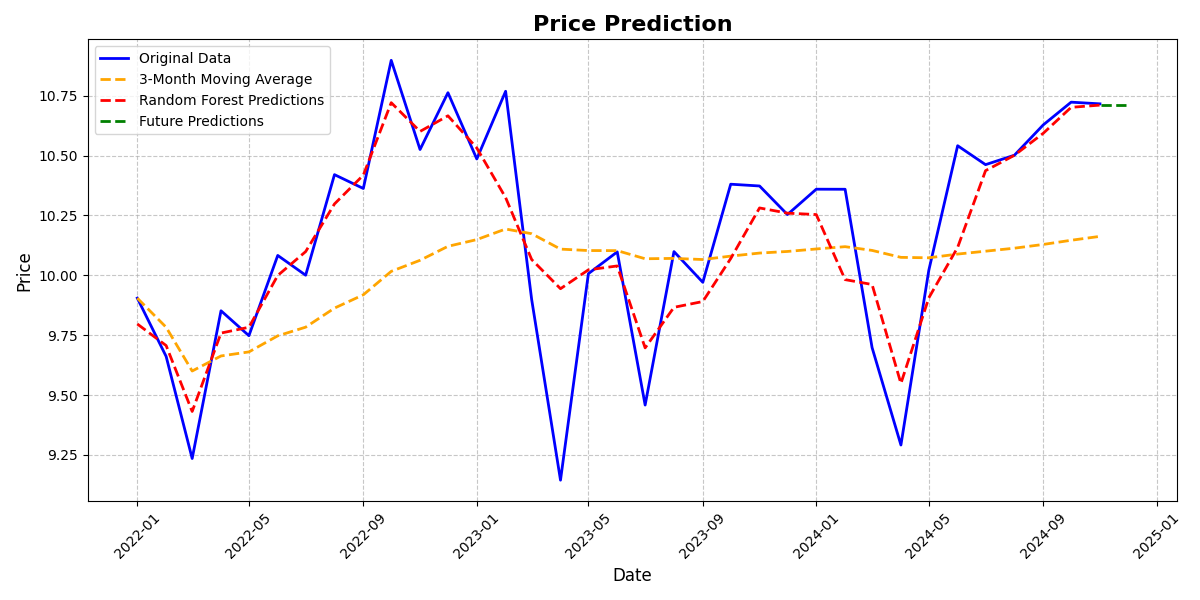 Price Prediction
Original Data
3-Month Moving Average
Random Forest Predictions
Future Predictions
Price
10.75
10.50
10.25
10.00
9.75
9.50
9.25
2022-01
2022-05
2022-09
2023-01
2023-05
2023-09
2024-01
2024-05
2024-09
2025-01
Date